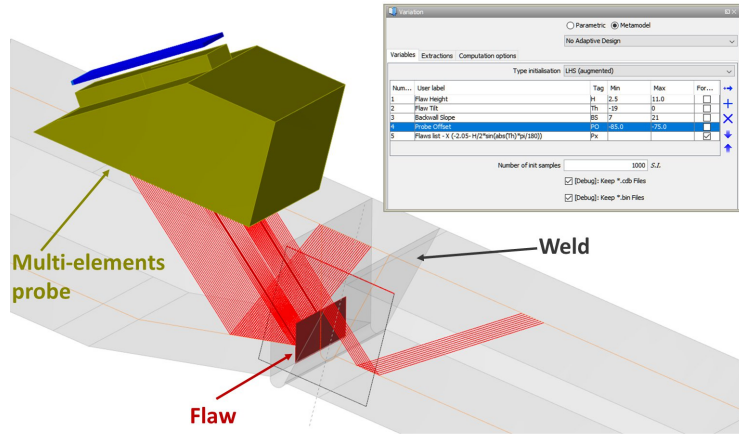 Variation
Parametric Metamodel
No Adaptive Design
Variables Extractions Computation options
Type initialisation LHS (augmented)
Num... User label Tag Min Max For...
1 Flaw Height H 2.5 11.0
2 Flaw Tilt Th -19 0
3 Backwall Slope BS 7 21
4 Probe Offset PO -85.0 -75.0
5 Flaws list - X (-2.05- H/2*sin(abs(Th)*pi/180)) Px
Number of init samples 1000 S.I.
[Debug]: Keep *.cdb Files
[Debug]: Keep *.bin Files
Weld
Multi-elements
probe
Flaw